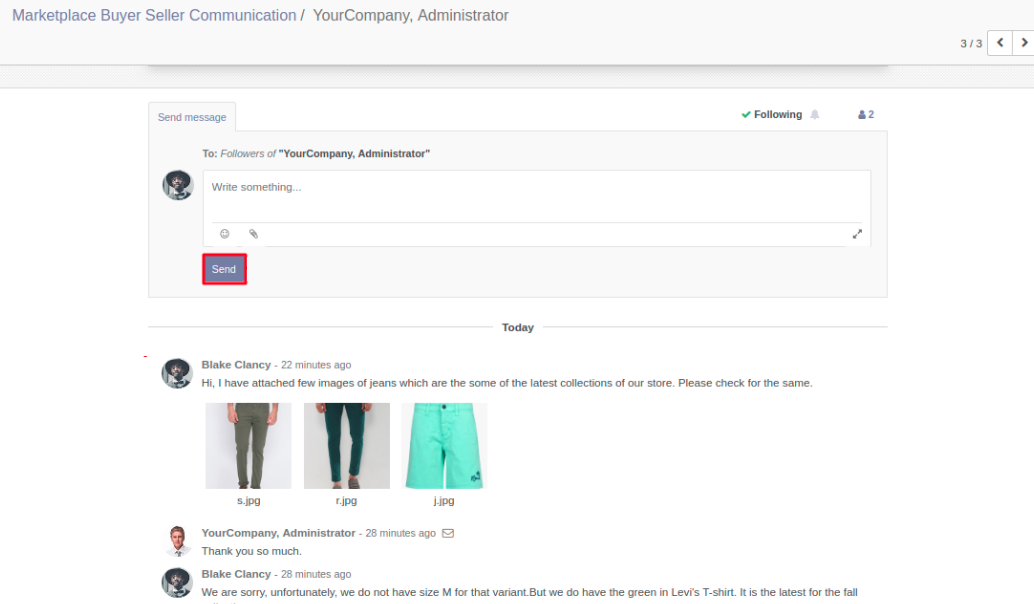 Marketplace Buyer Seller Communication / YourCompany, Administrator
3 / 3
Send message
Following
2
To: Followers of "YourCompany, Administrator"
Write something...
Send
Today
Blake Clancy - 22 minutes ago
Hi, I have attached few images of jeans which are the some of the latest collections of our store. Please check for the same.
s.jpg
r.jpg
j.jpg
YourCompany, Administrator - 28 minutes ago
Thank you so much.
Blake Clancy - 28 minutes ago
We are sorry, unfortunately, we do not have size M for that variant.But we do have the green in Levi's T-shirt. It is the latest for the fall